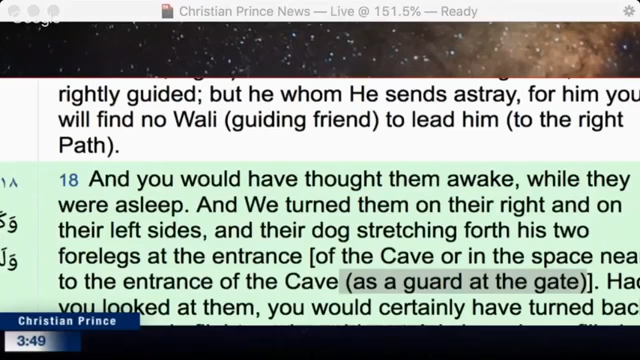 Christian Prince News — Live @ 151.5% — Ready
Google
rightly guided; but he whom He sends astray, for him you
will find no Wali (guiding friend) to lead him (to the right
Path).
١٨ 18 And you would have thought them awake, while they
were asleep. And We turned them on their right and on
their left sides, and their dog stretching forth his two
forelegs at the entrance [of the Cave or in the space nea
to the entrance of the Cave (as a guard at the gate)]. Had
you looked at them, you would certainly have turned bac
Christian Prince
3:49